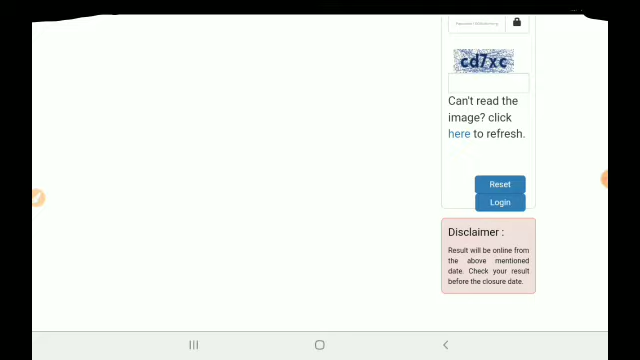 cd7xc
Can't read the
image? click
here to refresh.
Reset
Login
Disclaimer :
Result will be online from
the above mentioned
date. Check your result
before the closure date.